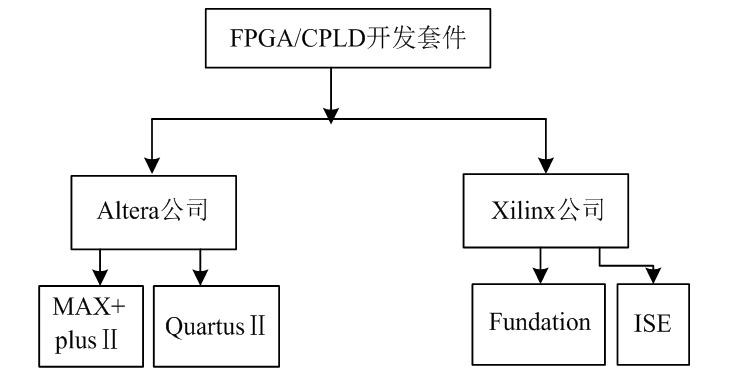 FPGA/CPLD开发套件
Altera公司
Xilinx公司
MAX+
plusⅡ
QuartusⅡ
Fundation
ISE